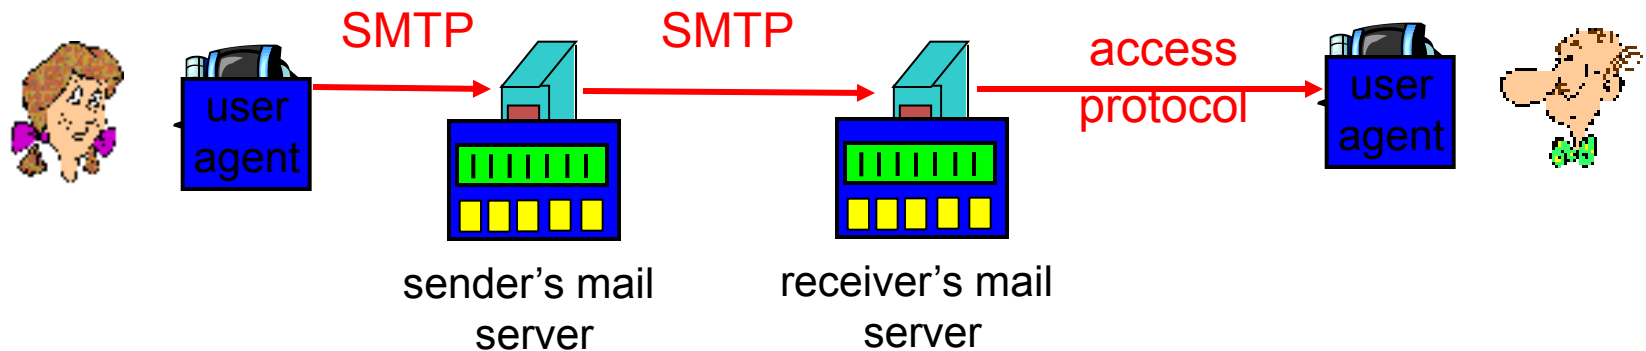 SMTP
SMTP
access
protocol
user
agent
user
agent
sender’s mail
server
receiver’s mail
server